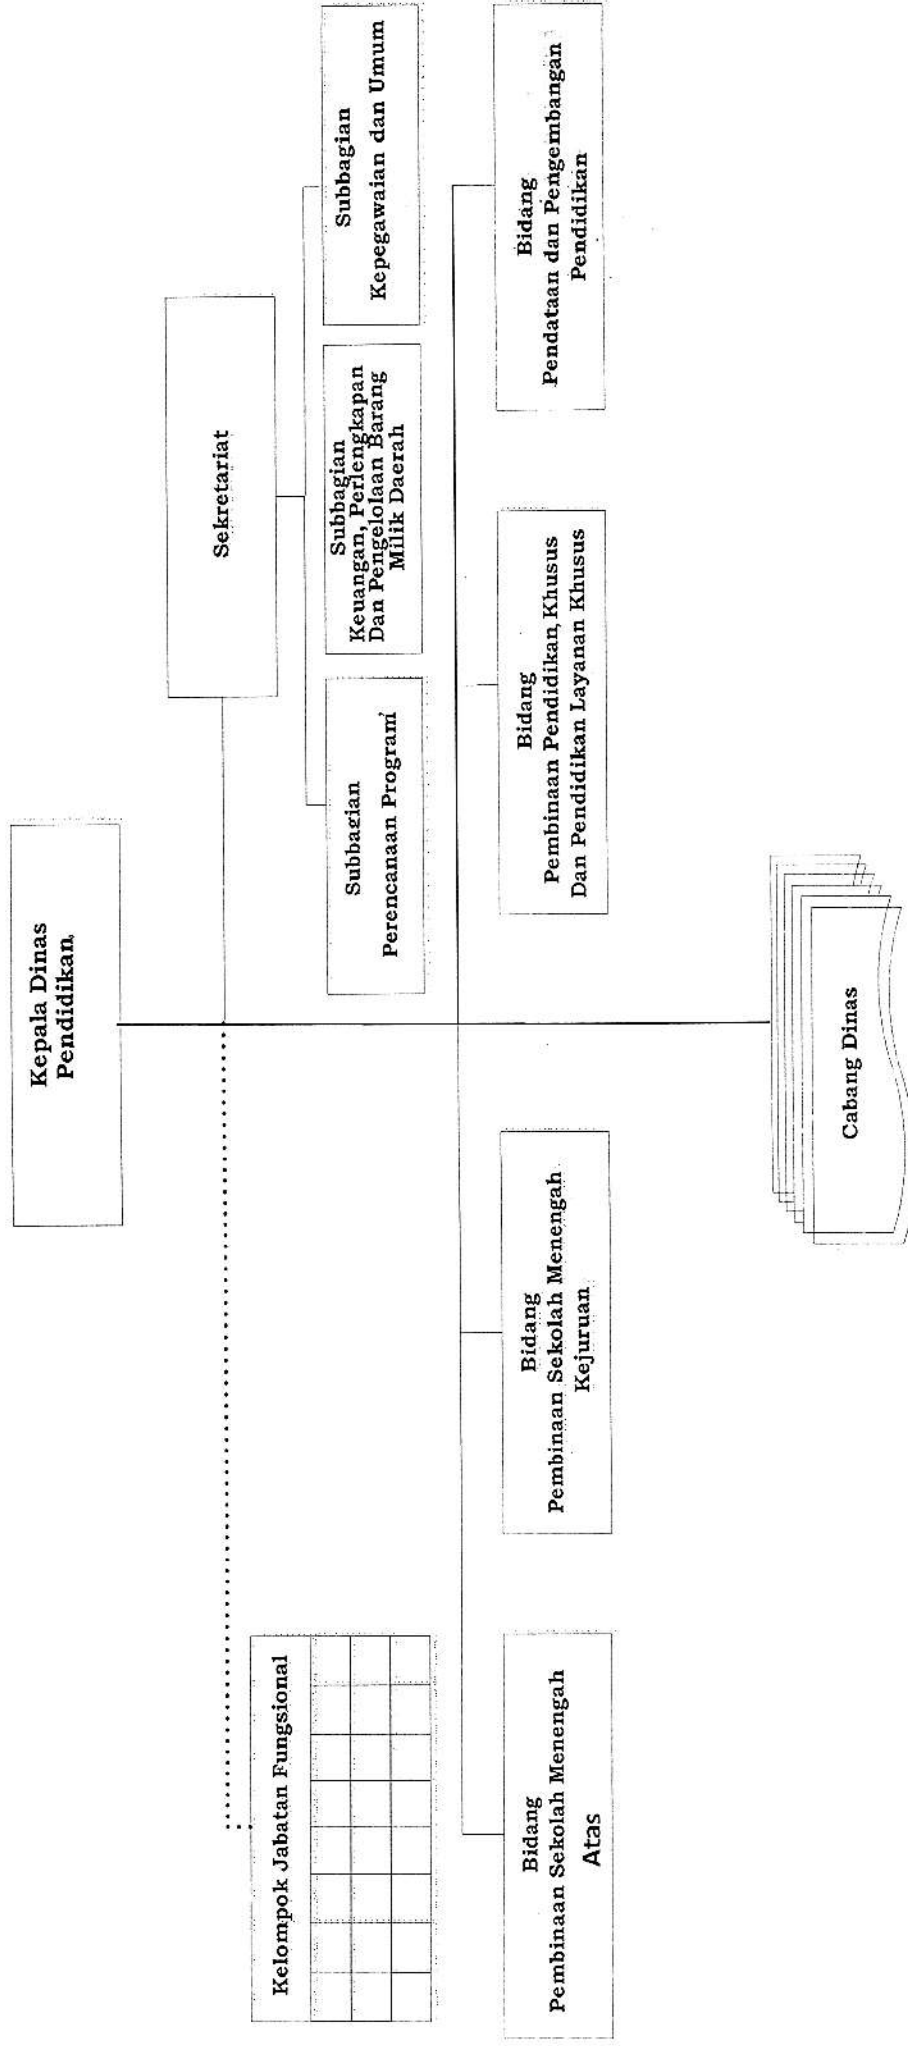 Kepala Dinas
Pendidikan,
Sekretariat
Kelompok Jabatan Fungsional
Subbagian
Perencanaan Program
Subbagian
Keuangan, Perlengkapan
Dan Pengelolaan Barang
Milik Daerah
Subbagian
Kepegawaian dan Umum
Bidang
Pembinaan Sekolah Menengah
Atas
Bidang
Pembinaan Sekolah Menengah
Kejuruan
Bidang
Pembinaan Pendidikan Khusus
Dan Pendidikan Layanan Khusus
Bidang
Pendataan dan Pengembangan
Pendidikan
Cabang Dinas